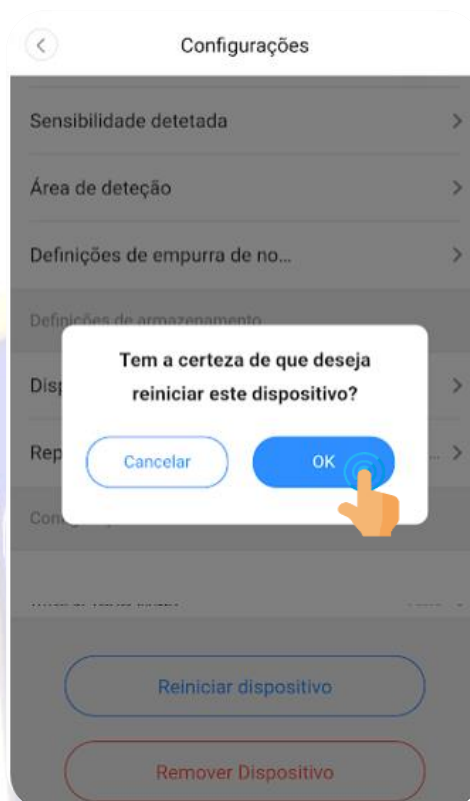 Configurações
Sensibilidade detetada
Área de deteção
Definições de empurra de no...
Definições de armazenamento
Tem a certeza de que deseja
reiniciar este dispositivo?
Cancelar
OK
Reiniciar dispositivo
Remover Dispositivo